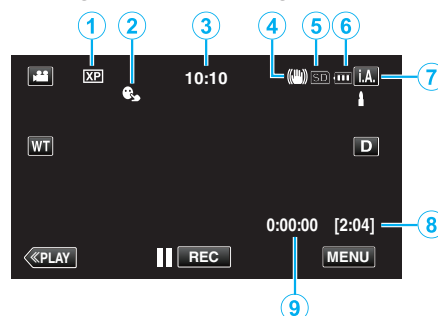 1 2 3 4 5 6
XP 10:10 SD i.A. 7
WT D
0:00:00 [2:04] 8
≪PLAY REC MENU
9